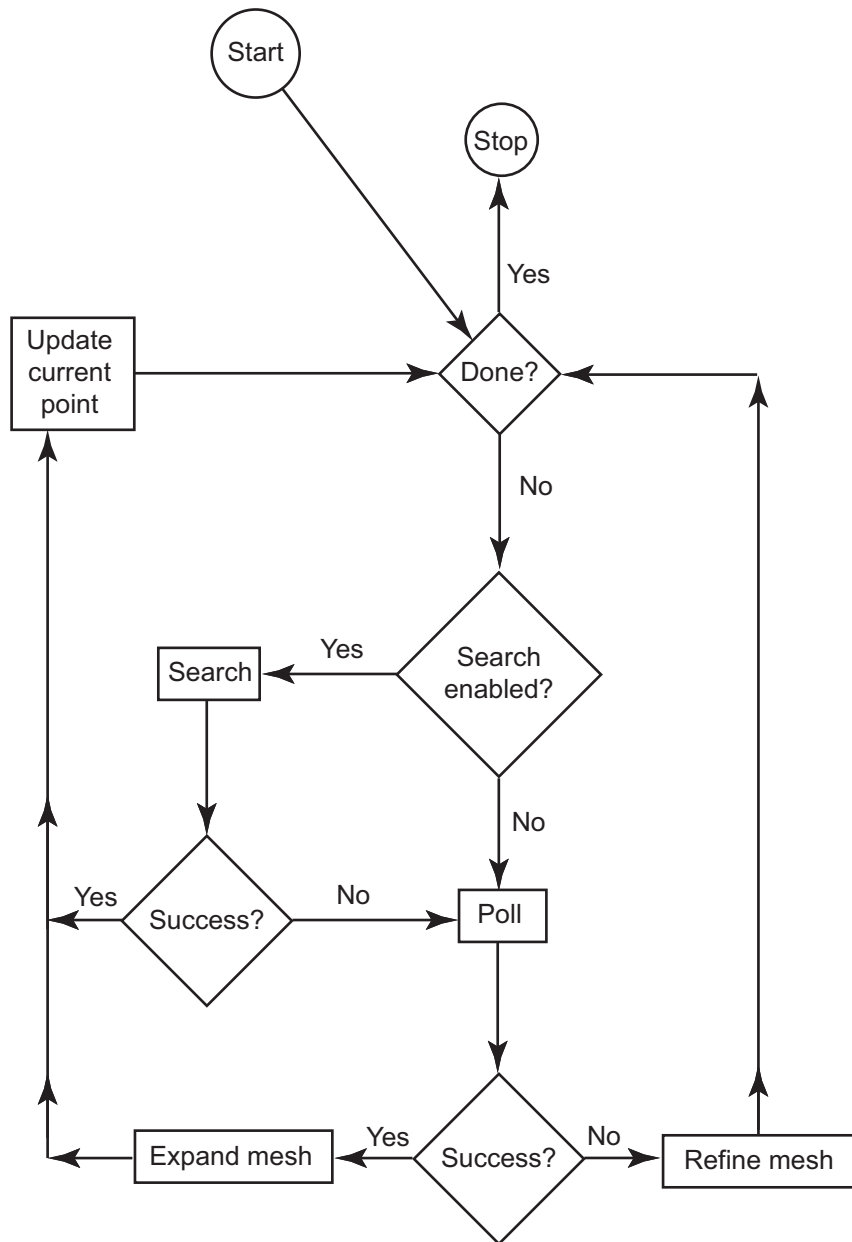 Start
Stop
Yes
Update
current
point
Done?
No
Yes
Search
Search
enabled?
No
Yes
Success?
No
Poll
Expand mesh
Yes
Success?
No
Refine mesh